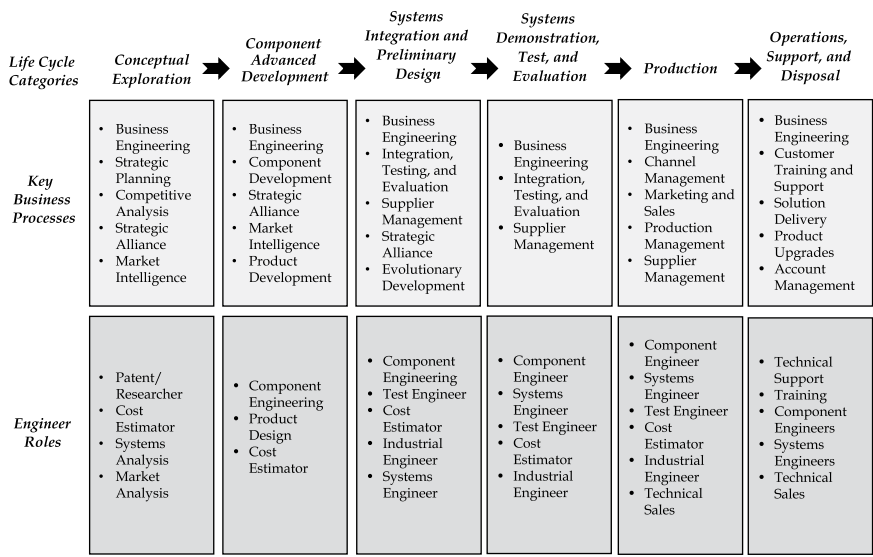 Life Cycle
Categories
Conceptual
Exploration
Component
Advanced
Development
Systems
Integration and
Preliminary
Design
Systems
Demonstration,
Test, and
Evaluation
Production
Operations,
Support, and
Disposal
Key
Business
Processes
• Business
Engineering
• Strategic
Planning
• Competitive
Analysis
• Strategic
Alliance
• Market
Intelligence
• Business
Engineering
• Component
Development
• Strategic
Alliance
• Market
Intelligence
• Product
Development
• Business
Engineering
• Integration,
Testing, and
Evaluation
• Supplier
Management
• Strategic
Alliance
• Evolutionary
Development
• Business
Engineering
• Integration,
Testing, and
Evaluation
• Supplier
Management
• Business
Engineering
• Channel
Management
• Marketing and
Sales
• Production
Management
• Supplier
Management
• Business
Engineering
• Customer
Training and
Support
• Solution
Delivery
• Product
Upgrades
• Account
Management
Engineer
Roles
• Patent/
Researcher
• Cost
Estimator
• Systems
Analysis
• Market
Analysis
• Component
Engineering
• Product
Design
• Cost
Estimator
• Component
Engineering
• Test Engineer
• Cost
Estimator
• Industrial
Engineer
• Systems
Engineer
• Component
Engineer
• Systems
Engineer
• Test Engineer
• Cost
Estimator
• Industrial
Engineer
• Component
Engineer
• Systems
Engineer
• Test Engineer
• Cost
Estimator
• Industrial
Engineer
• Technical
Sales
• Technical
Support
• Training
• Component
Engineers
• Systems
Engineers
• Technical
Sales